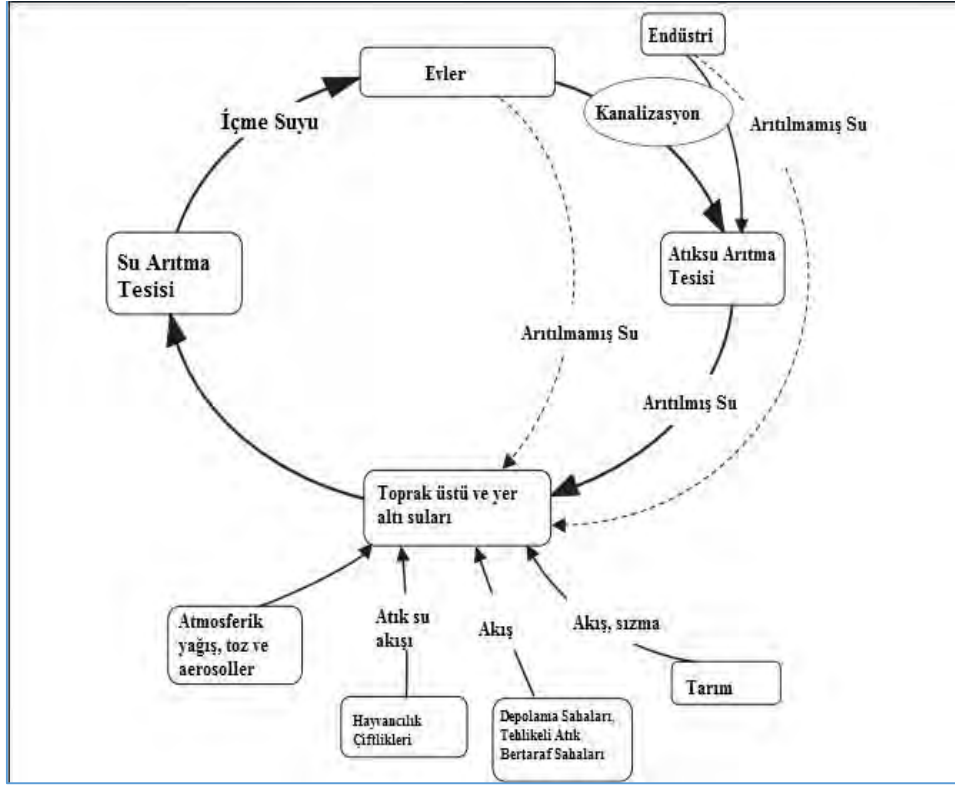 Endüstri
Evler
Kanalizasyon
Arıtılmamış Su
İçme Suyu
Su Arıtma
Tesisi
Atıksu Arıtma
Tesisi
Arıtılmamış Su
Arıtılmış Su
Toprak üstü ve yer
altı suları
Atmosferik
yağış, toz ve
aerosoller
Atık su
akışı
Akış
Akış, sızma
Hayvancılık
Çiftlikleri
Depolama Sahaları,
Tehlikeli Atık
Bertaraf Sahaları
Tarım